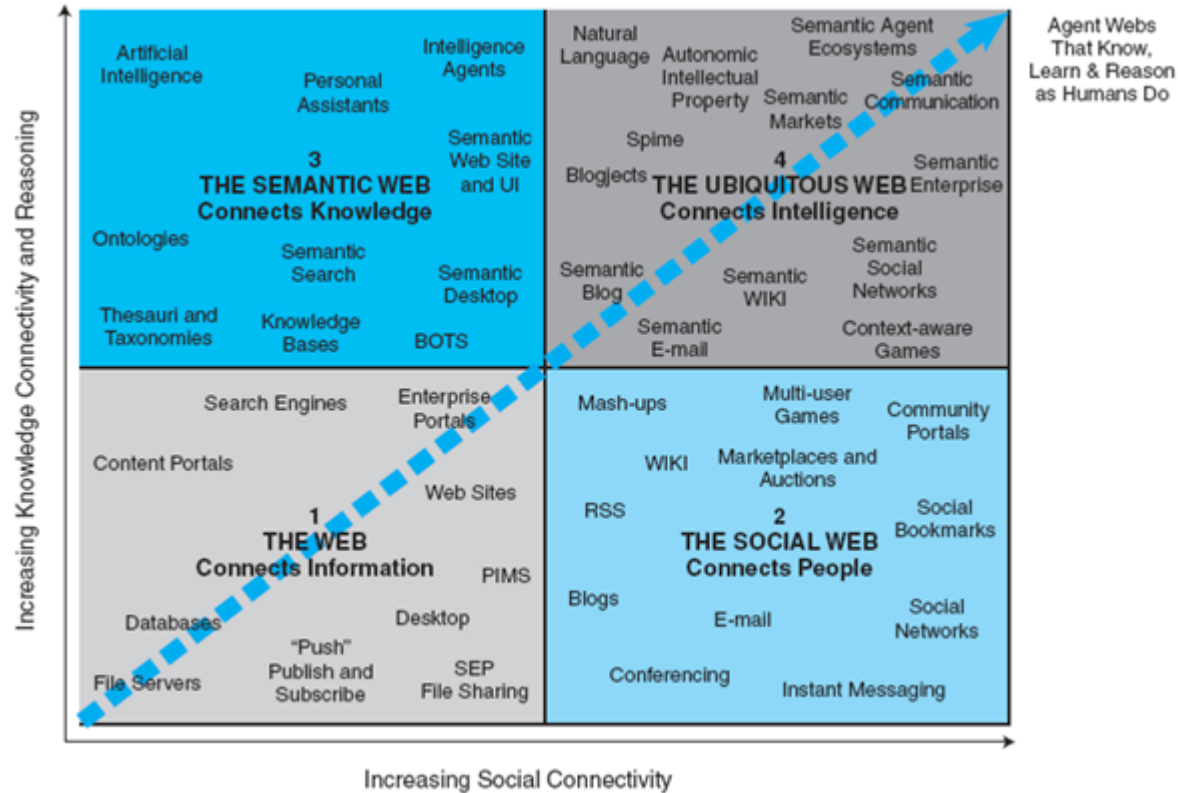 Increasing Knowledge Connectivity and Reasoning
Artificial
Intelligence
Personal
Assistants
Intelligence
Agents
Semantic
Web Site
and UI
3
THE SEMANTIC WEB
Connects Knowledge
Ontologies
Semantic
Search
Semantic
Desktop
Thesauri and
Taxonomies
Knowledge
Bases
BOTS
Natural
Language
Autonomic
Intellectual
Property
Semantic Agent
Ecosystems
Semantic
Communication
Semantic
Markets
Spime
Blogjects
4
THE UBIQUITOUS WEB
Connects Intelligence
Semantic
Enterprise
Semantic
Blog
Semantic
WIKI
Semantic
Social
Networks
Semantic
E-mail
Context-aware
Games
Agent Webs
That Know,
Learn & Reason
as Humans Do
Search Engines
Enterprise
Portals
Content Portals
Web Sites
1
THE WEB
Connects Information
PIMS
Databases
Desktop
"Push"
Publish and
Subscribe
File Servers
SEP
File Sharing
Mash-ups
Multi-user
Games
Community
Portals
WIKI
Marketplaces and
Auctions
RSS
Social
Bookmarks
2
THE SOCIAL WEB
Connects People
Blogs
E-mail
Social
Networks
Conferencing
Instant Messaging
Increasing Social Connectivity